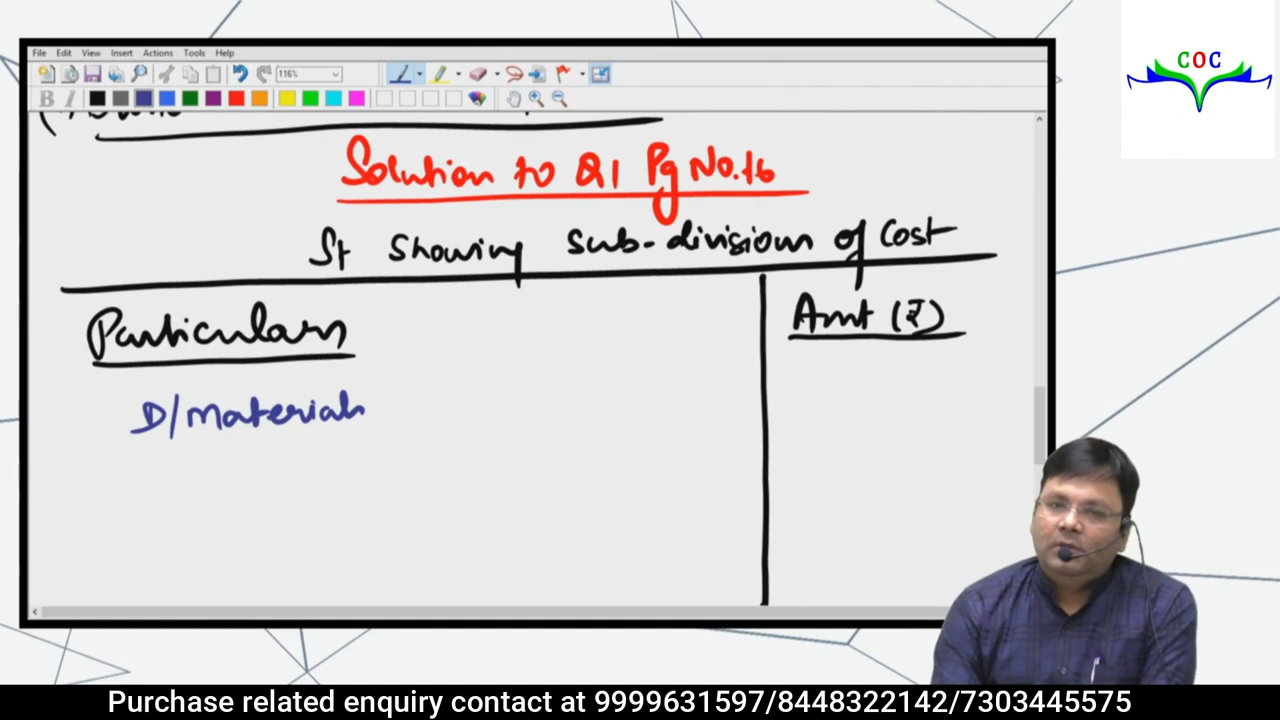 COC
File Edit View Insert Actions Tools Help
116%
B I
Solution to Q1 Pg No.16
St Showing Sub-division of Cost
Particulars
Amt (₹)
D/Materials
Purchase related enquiry contact at 9999631597/8448322142/7303445575